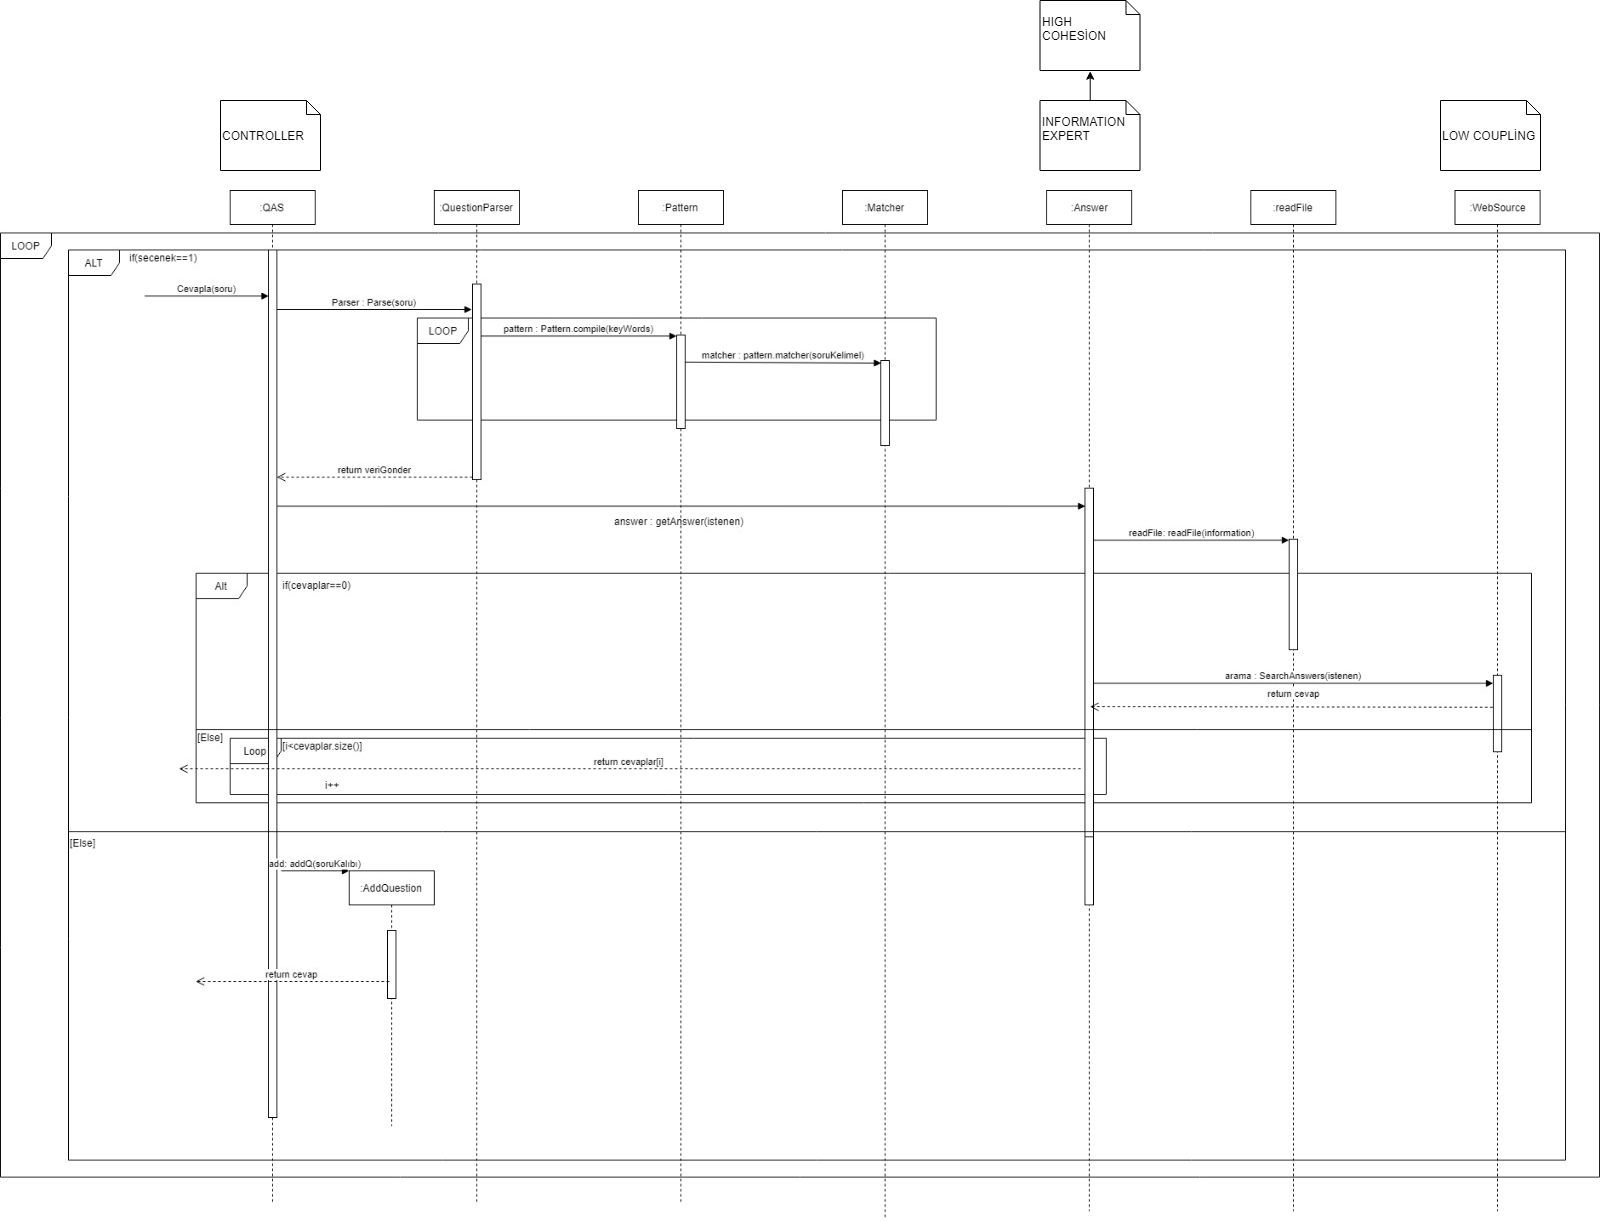 HIGH
COHESİON
CONTROLLER
INFORMATION
EXPERT
LOW COUPLİNG
:QAS
:QuestionParser
:Pattern
:Matcher
:Answer
:readFile
:WebSource
LOOP
ALT
if(secenek==1)
Cevapla(soru)
Parser : Parse(soru)
LOOP
pattern : Pattern.compile(keyWords)
matcher : pattern.matcher(soruKelimeI)
return veriGonder
answer : getAnswer(istenen)
readFile: readFile(information)
Alt
if(cevaplar==0)
arama : SearchAnswers(istenen)
return cevap
[Else]
Loop
[i<cevaplar.size()]
return cevaplar[i]
i++
[Else]
add: addQ(soruKalıbı)
:AddQuestion
return cevap